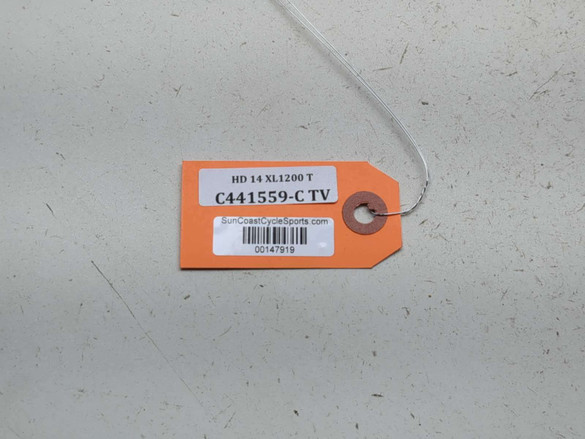 HD 14 XL1200 T
C441559-C TV
SunCoastCycleSports.com
00147919